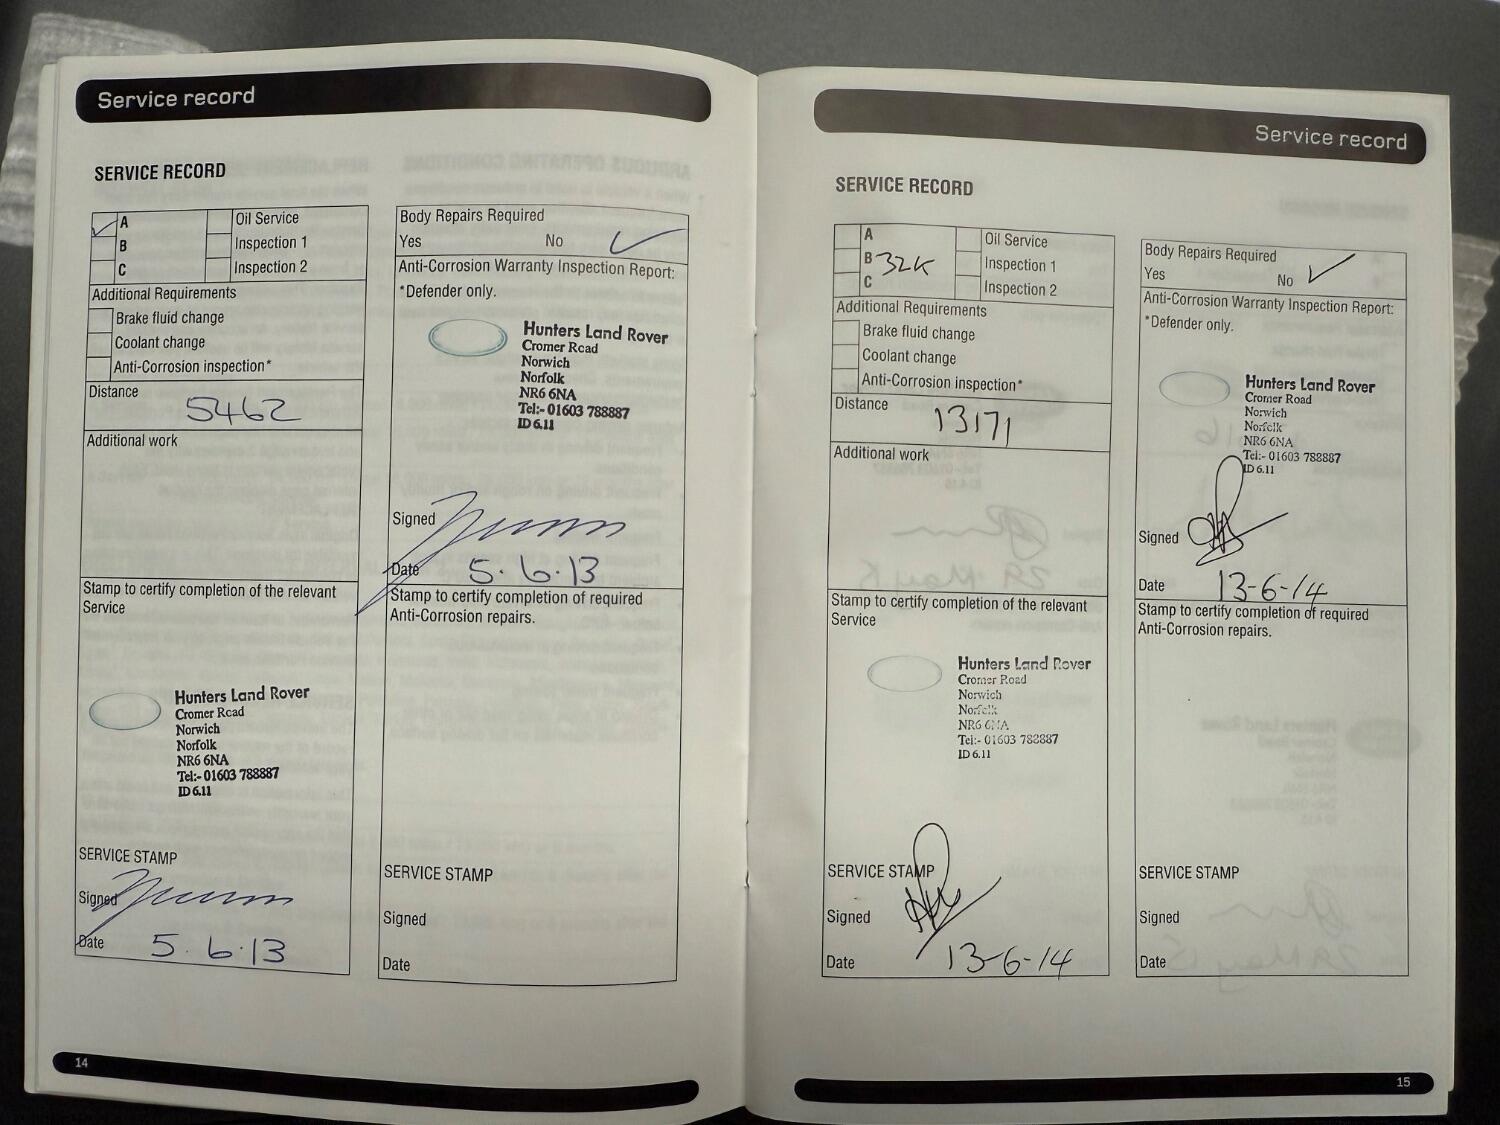 Service record
SERVICE RECORD
A
B
C
Oil Service
Inspection 1
Inspection 2
Additional Requirements
Brake fluid change
Coolant change
Anti-Corrosion inspection*
Distance
5462
Additional work
Stamp to certify completion of the relevant
Service
Hunters Land Rover
Cromer Road
Norwich
Norfolk
NR6 6NA
Tel:- 01603 788887
ID 6.11
SERVICE STAMP
Signed
Date 5.6.13
Body Repairs Required
Yes No
Anti-Corrosion Warranty Inspection Report:
*Defender only.
Hunters Land Rover
Cromer Road
Norwich
Norfolk
NR6 6NA
Tel:- 01603 788887
ID 6.11
Signed
Date 5.6.13
Stamp to certify completion of required
Anti-Corrosion repairs.
SERVICE STAMP
Signed
Date
14
Service record
SERVICE RECORD
A
B 32K
C
Oil Service
Inspection 1
Inspection 2
Additional Requirements
Brake fluid change
Coolant change
Anti-Corrosion inspection*
Distance
13171
Additional work
Stamp to certify completion of the relevant
Service
Hunters Land Rover
Cromer Road
Norwich
Norfolk
NR6 6NA
Tel:- 01603 788887
ID 6.11
SERVICE STAMP
Signed
Date 13-6-14
Body Repairs Required
Yes No
Anti-Corrosion Warranty Inspection Report:
*Defender only.
Hunters Land Rover
Cromer Road
Norwich
Norfolk
NR6 6NA
Tel:- 01603 788887
ID 6.11
Signed
Date 13-6-14
Stamp to certify completion of required
Anti-Corrosion repairs.
SERVICE STAMP
Signed
Date
15